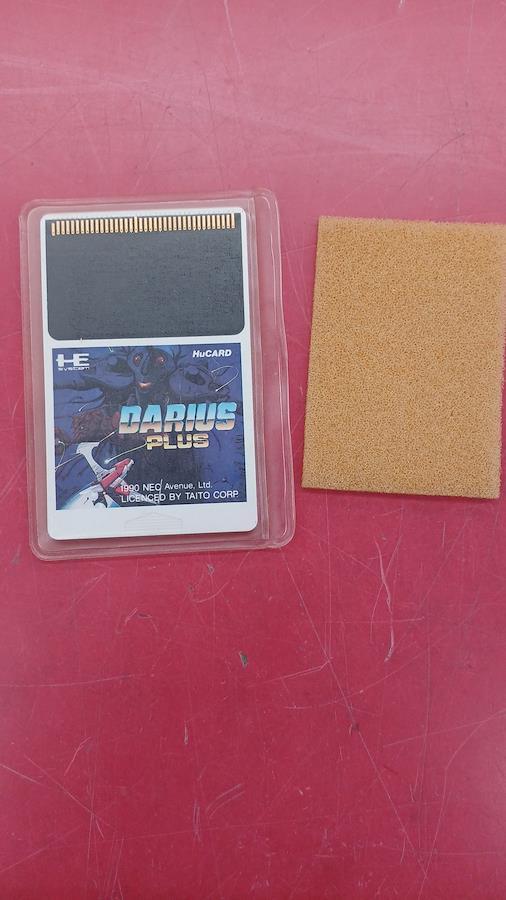 HE
SYSTEM
HuCARD
DARIUS
PLUS
1990 NEC Avenue, Ltd.
LICENCED BY TAITO CORP.